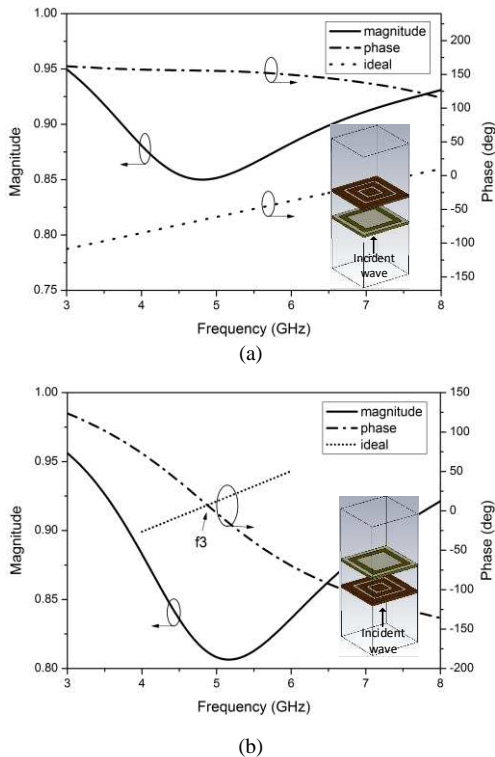 magnitude
phase
ideal
1.00
0.95
0.90
0.85
0.80
0.75
Magnitude
200
150
100
50
0
-50
-100
-150
Phase (deg)
Incident
wave
3 4 5 6 7 8
Frequency (GHz)
(a)
magnitude
phase
ideal
1.00
0.95
0.90
0.85
0.80
Magnitude
150
100
50
0
-50
-100
-150
-200
Phase (deg)
f3
Incident
wave
3 4 5 6 7 8
Frequency (GHz)
(b)